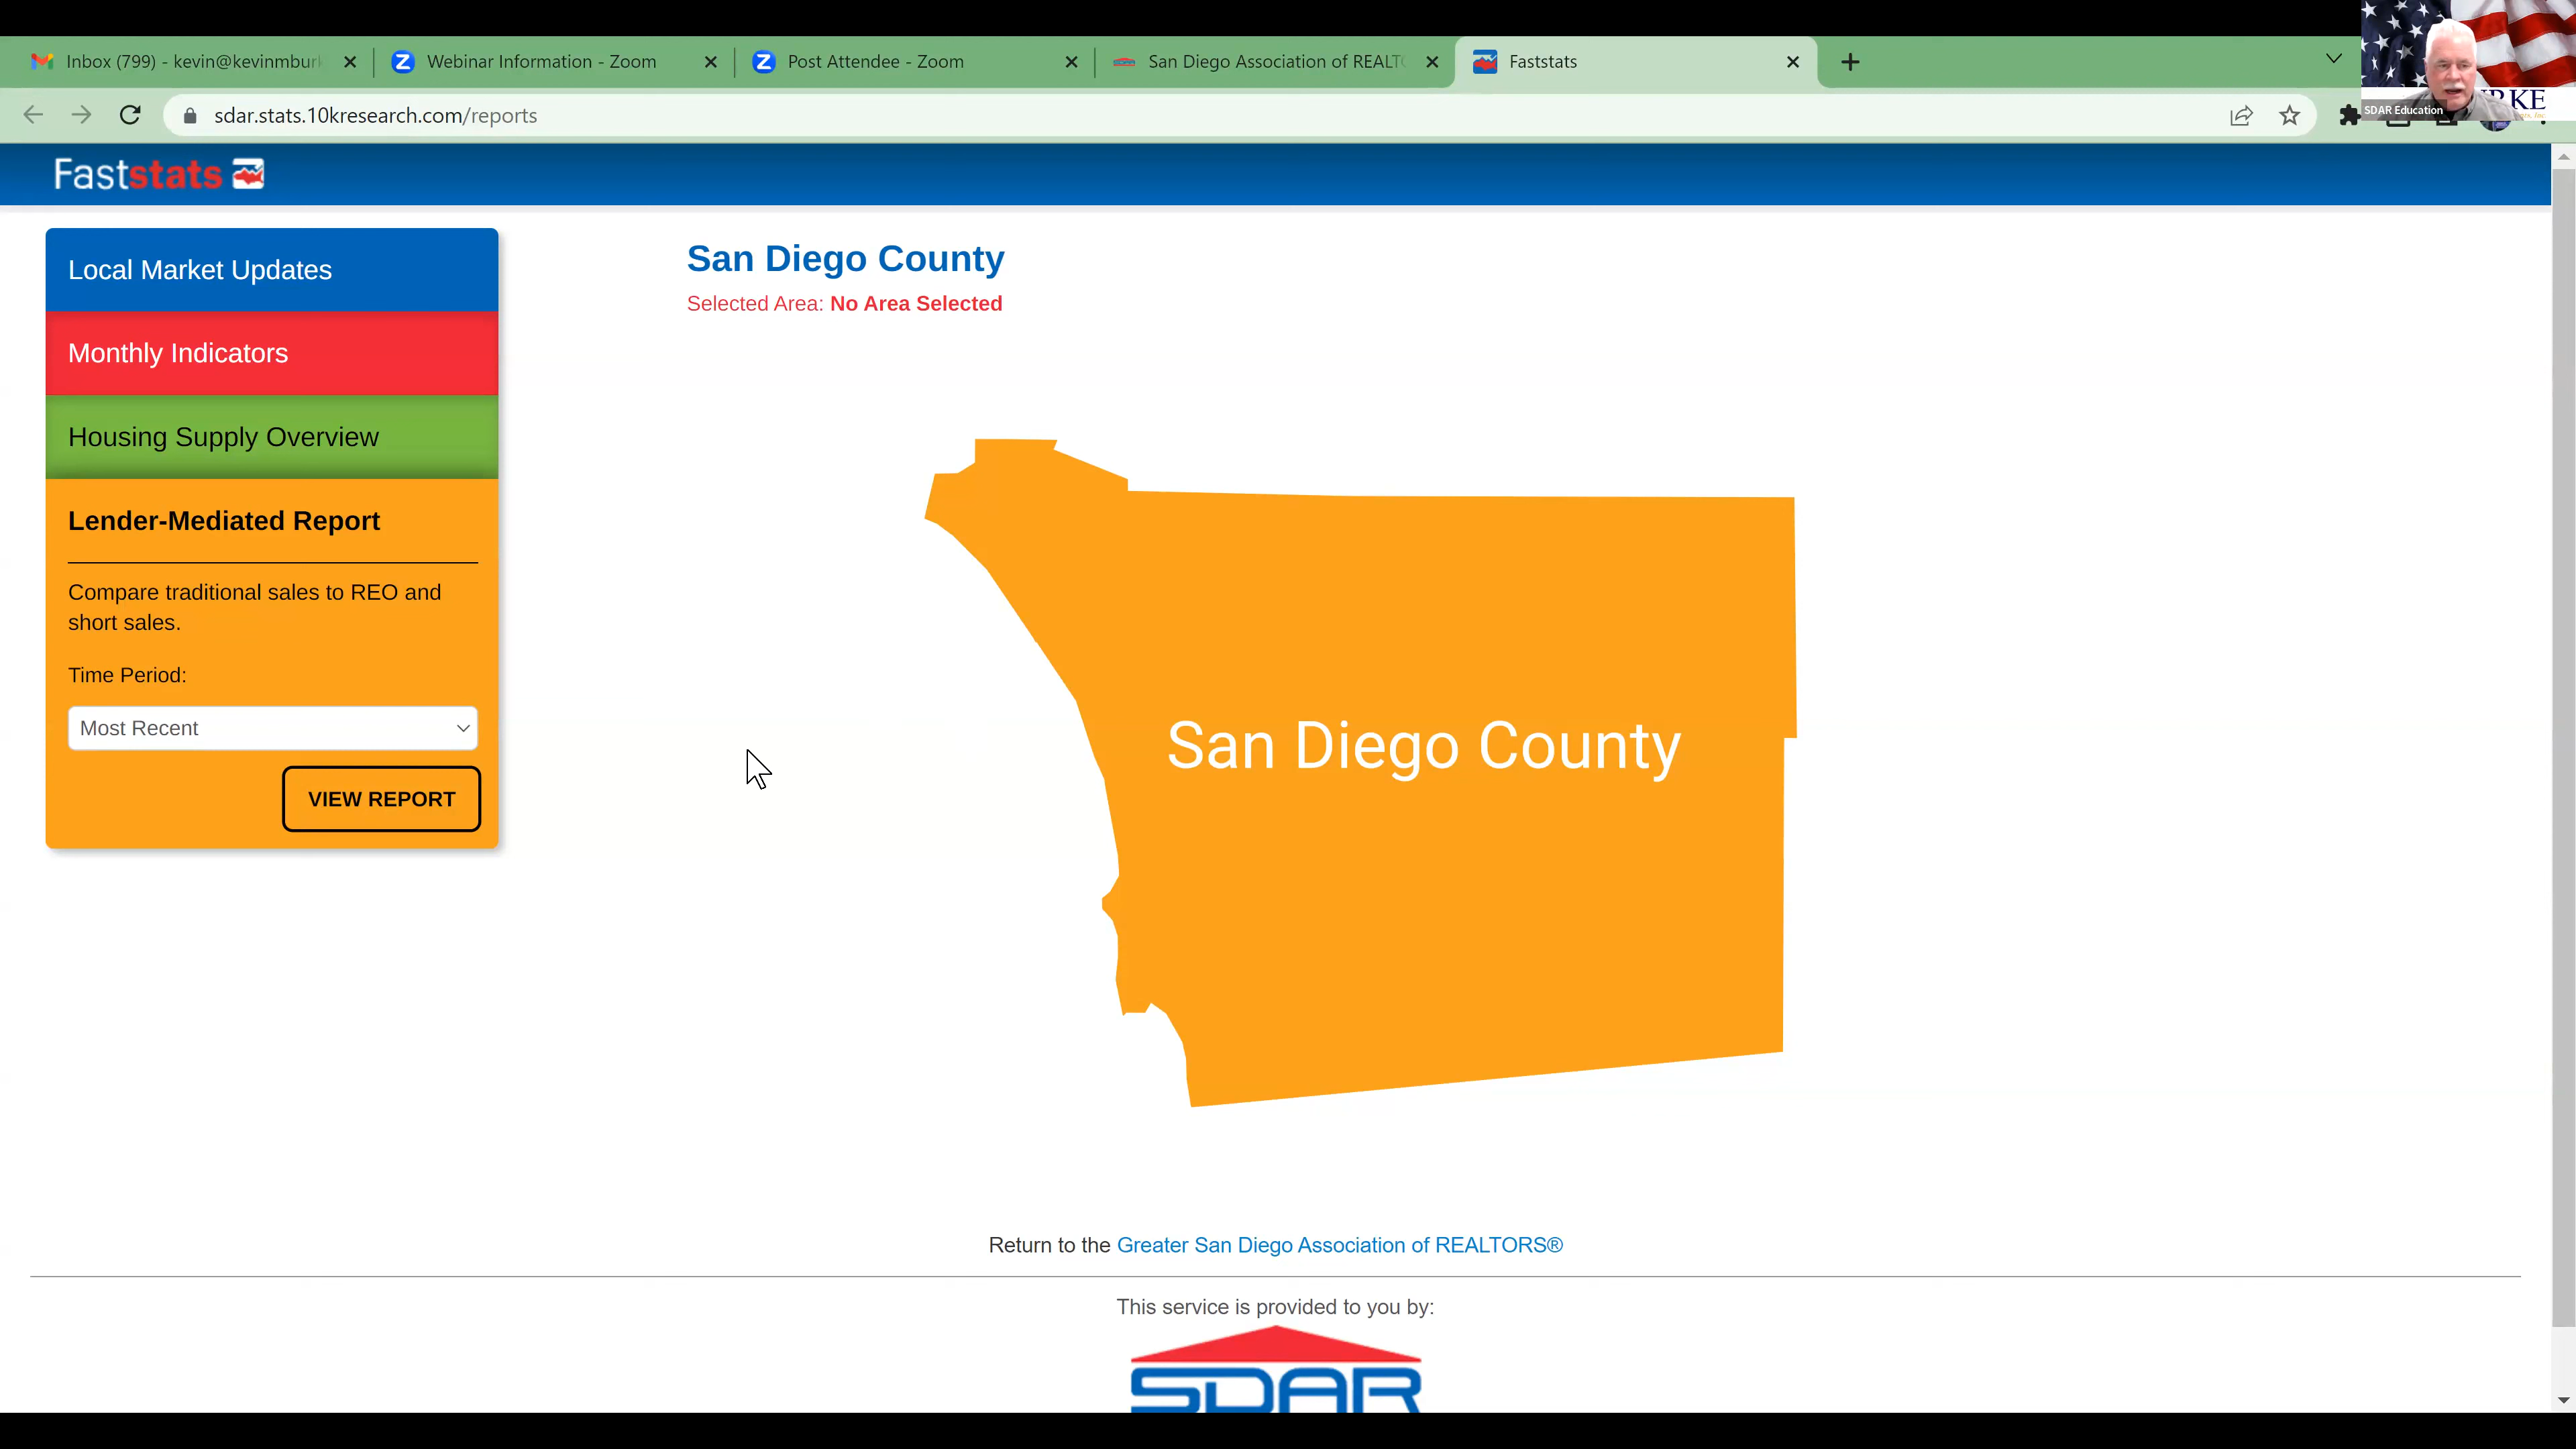 Inbox (799) - kevin@kevinmbur
Webinar Information - Zoom
Post Attendee - Zoom
San Diego Association of REALT
Faststats
sdar.stats.10kresearch.com/reports
SDAR Education
RKE
Faststats
Local Market Updates
Monthly Indicators
Housing Supply Overview
Lender-Mediated Report
Compare traditional sales to REO and
short sales.
Time Period:
Most Recent
VIEW REPORT
San Diego County
Selected Area: No Area Selected
San Diego County
Return to the Greater San Diego Association of REALTORS®
This service is provided to you by:
SDAR